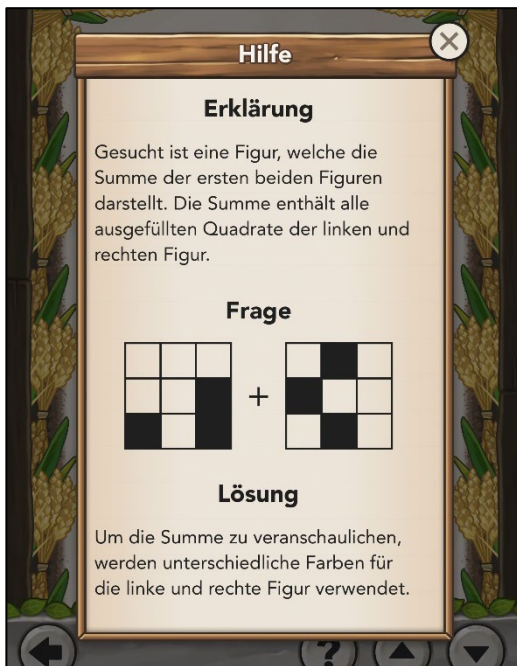 Hilfe
Erklärung
Gesucht ist eine Figur, welche die
Summe der ersten beiden Figuren
darstellt. Die Summe enthält alle
ausgefüllten Quadrate der linken und
rechten Figur.
Frage
+
Lösung
Um die Summe zu veranschaulichen,
werden unterschiedliche Farben für
die linke und rechte Figur verwendet.
?